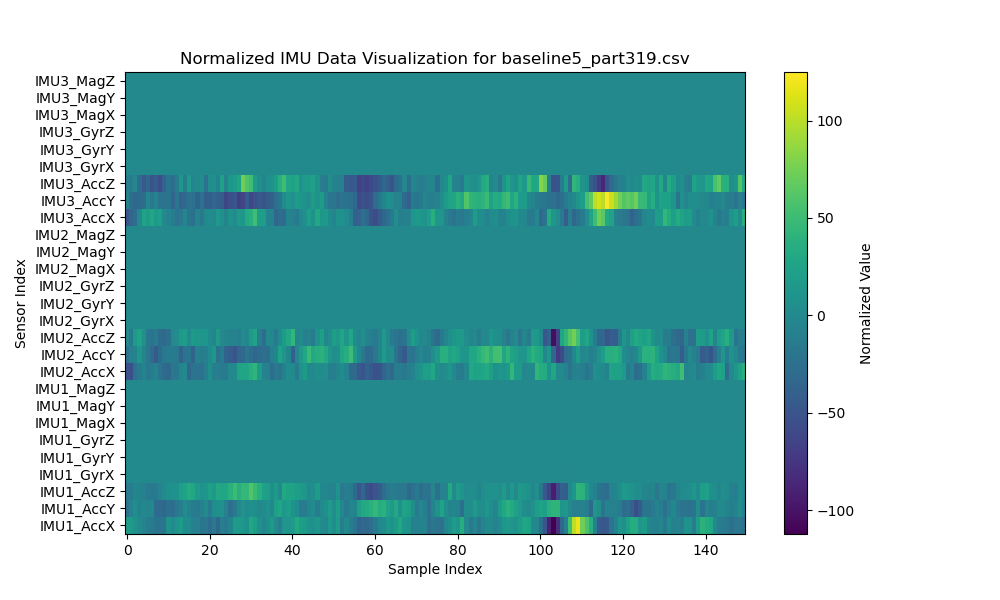 Normalized IMU Data Visualization for baseline5_part319.csv
IMU3_MagZ
IMU3_MagY
IMU3_MagX
IMU3_GyrZ
IMU3_GyrY
IMU3_GyrX
IMU3_AccZ
IMU3_AccY
IMU3_AccX
IMU2_MagZ
IMU2_MagY
IMU2_MagX
IMU2_GyrZ
IMU2_GyrY
IMU2_GyrX
IMU2_AccZ
IMU2_AccY
IMU2_AccX
IMU1_MagZ
IMU1_MagY
IMU1_MagX
IMU1_GyrZ
IMU1_GyrY
IMU1_GyrX
IMU1_AccZ
IMU1_AccY
IMU1_AccX
Sensor Index
0 20 40 60 80 100 120 140
Sample Index
100
50
0
−50
−100
Normalized Value